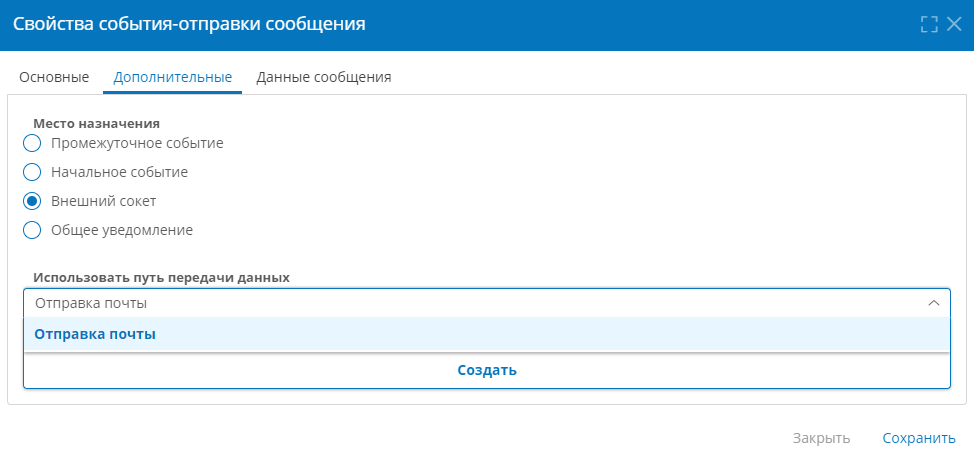 Свойства события-отправки сообщения
Основные Дополнительные Данные сообщения
Место назначения
Промежуточное событие
Начальное событие
Внешний сокет
Общее уведомление
Использовать путь передачи данных
Отправка почты
Отправка почты
Создать
Закрыть Сохранить